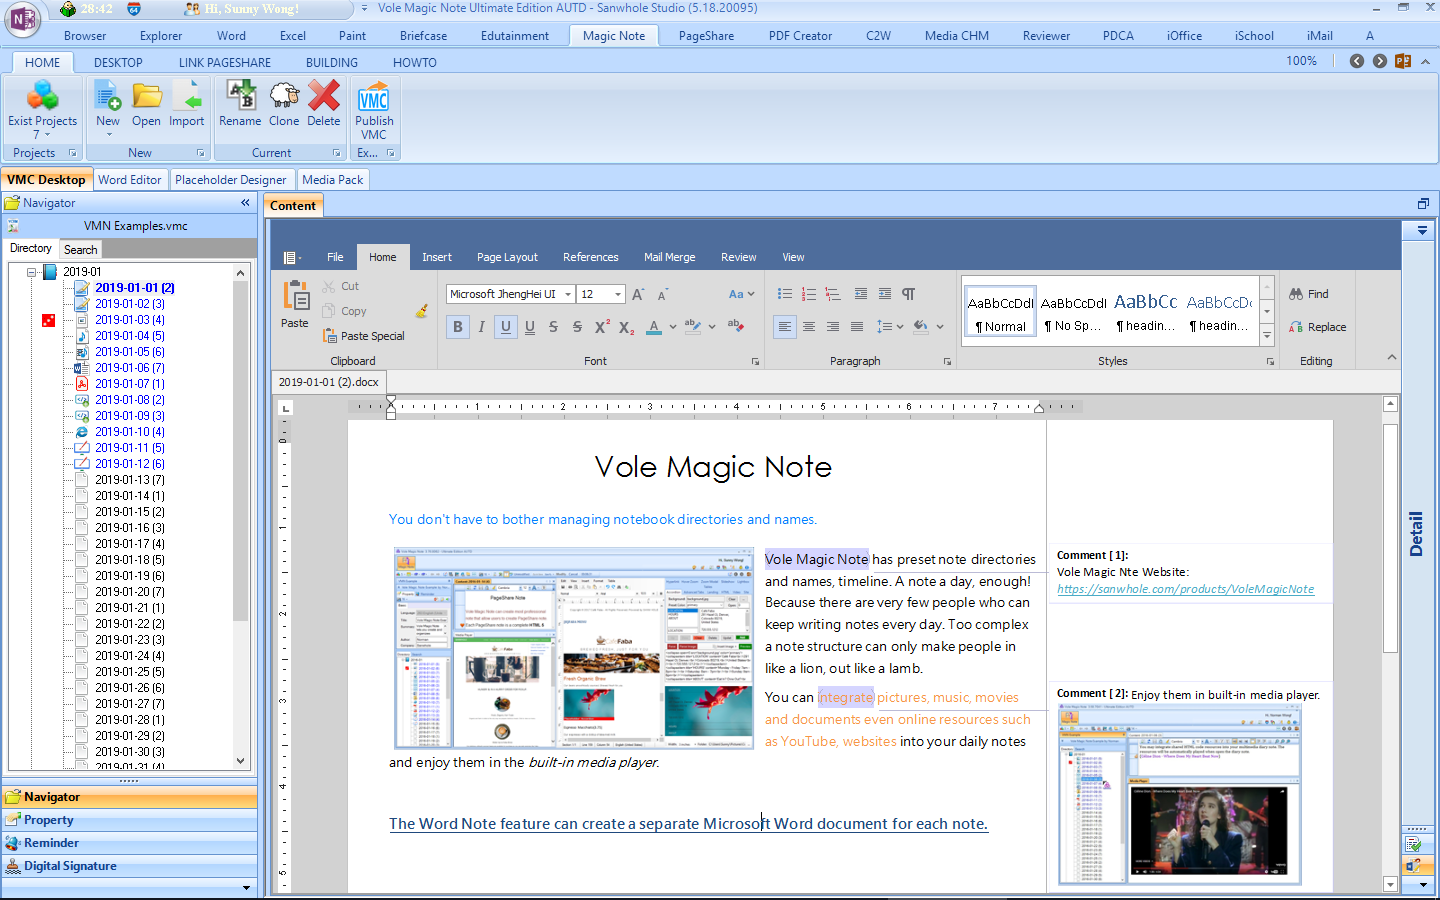 28:42 64 Hi, Sunny Wong! Vole Magic Note Ultimate Edition AUTD - Sanwhole Studio (5.18.20095)
Browser Explorer Word Excel Paint Briefcase Edutainment Magic Note PageShare PDF Creator C2W Media CHM Reviewer PDCA iOffice iSchool iMail A
HOME DESKTOP LINK PAGESHARE BUILDING HOWTO 100%
Exist Projects New Open Import Rename Clone Delete Publish
7 VMC
Projects New Current Ex...
VMC Desktop Word Editor Placeholder Designer Media Pack
Navigator
VMN Examples.vmc
Directory Search
2019-01
2019-01-01 (2)
2019-01-02 (3)
2019-01-03 (4)
2019-01-04 (5)
2019-01-05 (6)
2019-01-06 (7)
2019-01-07 (1)
2019-01-08 (2)
2019-01-09 (3)
2019-01-10 (4)
2019-01-11 (5)
2019-01-12 (6)
2019-01-13 (7)
2019-01-14 (1)
2019-01-15 (2)
2019-01-16 (3)
2019-01-17 (4)
2019-01-18 (5)
2019-01-19 (6)
2019-01-20 (7)
2019-01-21 (1)
2019-01-22 (2)
2019-01-23 (3)
2019-01-24 (4)
2019-01-25 (5)
2019-01-26 (6)
2019-01-27 (7)
2019-01-28 (1)
2019-01-29 (2)
2019-01-30 (3)
2019-01-31 (4)
Navigator
Property
Reminder
Digital Signature
Content
File Home Insert Page Layout References Mail Merge Review View
Paste Cut
Copy
Paste Special
Clipboard
Microsoft JhengHei UI 12
Font
Paragraph
AaBbCcDdI AaBbCcDdI AaBbCc AaBbCcDc
¶ Normal ¶ No Sp... ¶ headin... ¶ headin...
Styles
Find
Replace
Editing
2019-01-01 (2).docx
1 2 3 4 5 6 7
Vole Magic Note
You don't have to bother managing notebook directories and names.
Vole Magic Note has preset note directories
and names, timeline. A note a day, enough!
Because there are very few people who can
keep writing notes every day. Too complex
a note structure can only make people in
like a lion, out like a lamb.
You can integrate pictures, music, movies
and documents even online resources such
as YouTube, websites into your daily notes
and enjoy them in the built-in media player.
The Word Note feature can create a separate Microsoft Word document for each note.
Comment [ 1]:
Vole Magic Nte Website:
https://sanwhole.com/products/VoleMagicNote
Comment [ 2]: Enjoy them in built-in media player.
Detail